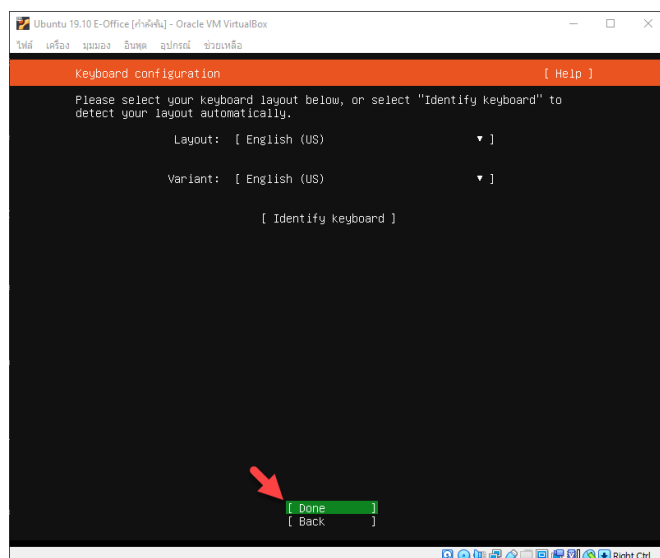 Ubuntu 19.10 E-Office [กำลังรัน] - Oracle VM VirtualBox
ไฟล์ เครื่อง มุมมอง อินพุต อุปกรณ์ ช่วยเหลือ
Keyboard configuration [ Help ]
Please select your keyboard layout below, or select "Identify keyboard" to
detect your layout automatically.
Layout: [ English (US) ▾ ]
Variant: [ English (US) ▾ ]
[ Identify keyboard ]
[ Done ]
[ Back ]
Right Ctrl